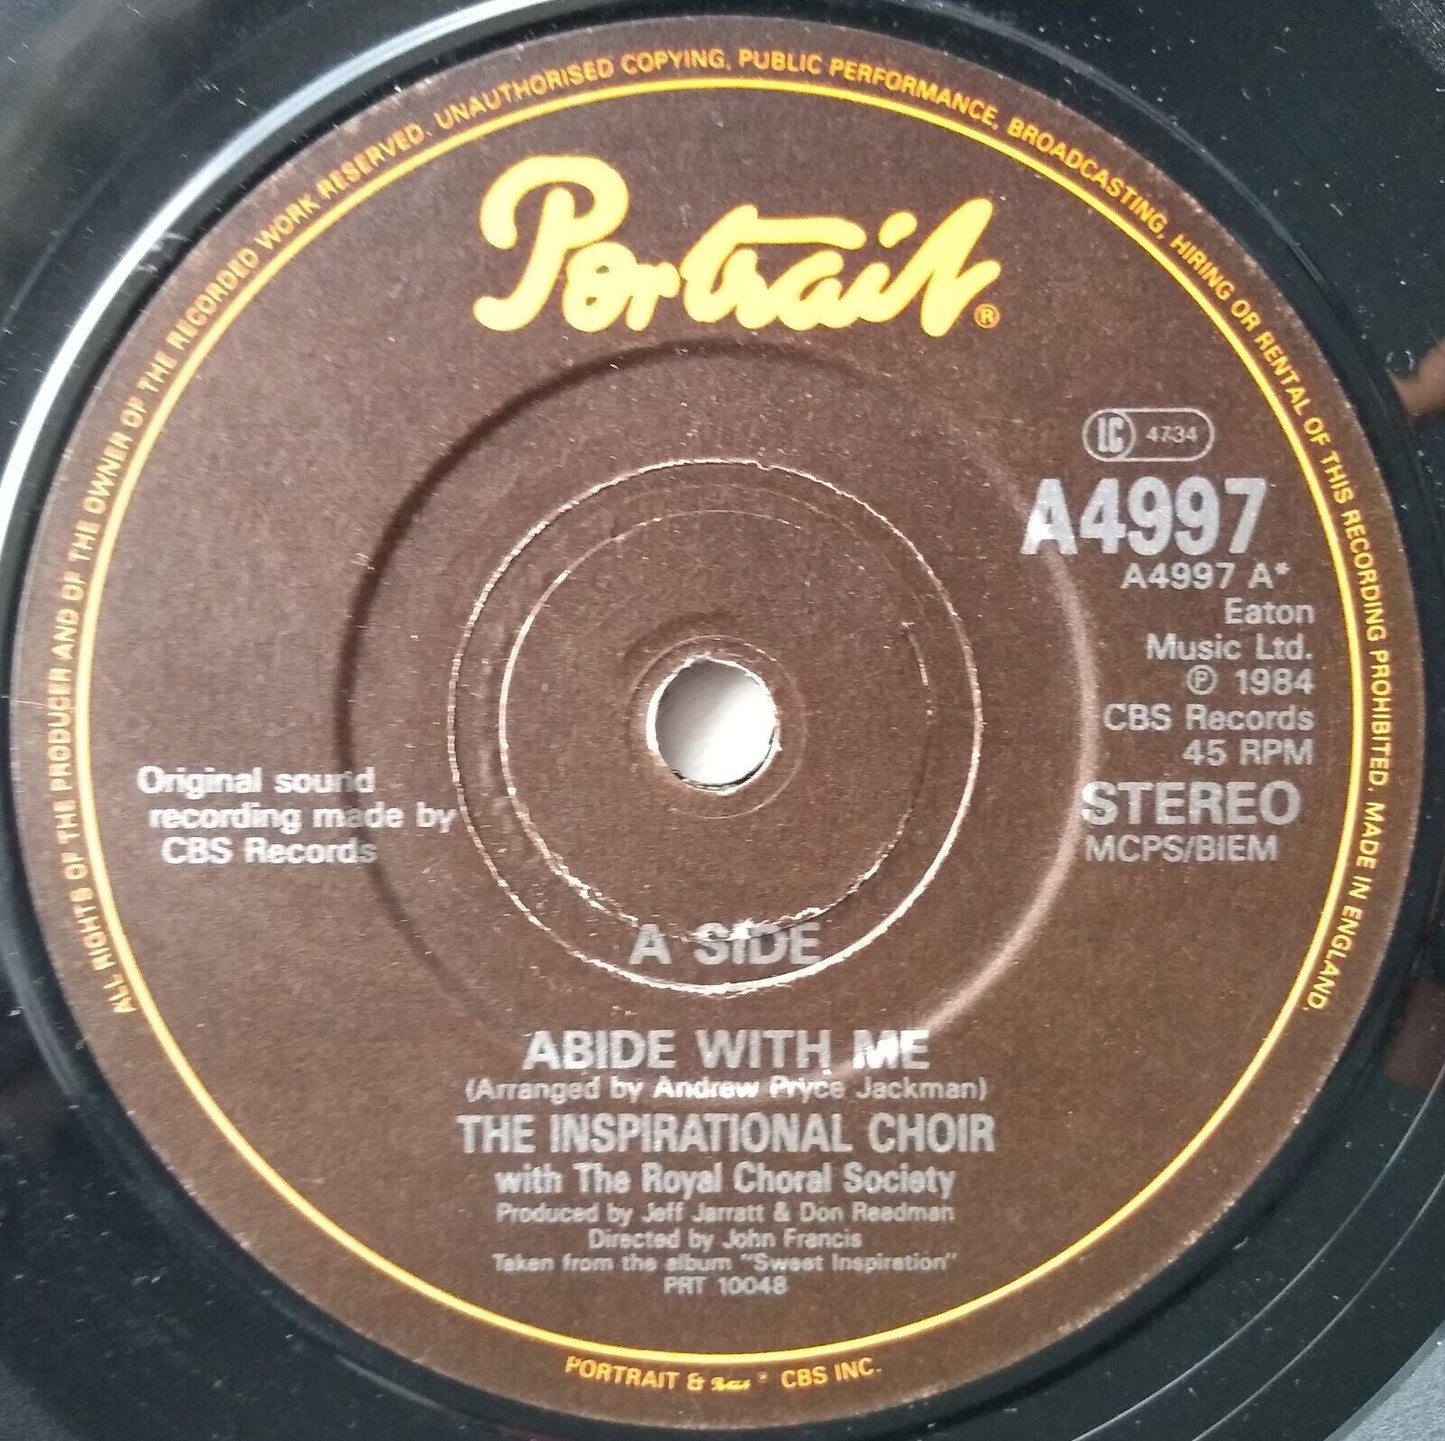 ALL RIGHTS OF THE PRODUCER AND OF THE OWNER OF THE RECORDED WORK RESERVED. UNAUTHORISED COPYING, PUBLIC PERFORMANCE, BROADCASTING, HIRING OR RENTAL OF THIS RECORDING PROHIBITED. MADE IN ENGLAND.
Portrait®
LC 4734
A4997
A4997 A*
Eaton
Music Ltd.
℗ 1984
CBS Records
45 RPM
STEREO
MCPS/BIEM
Original sound
recording made by
CBS Records
A SIDE
ABIDE WITH ME
(Arranged by Andrew Pryce Jackman)
THE INSPIRATIONAL CHOIR
with The Royal Choral Society
Produced by Jeff Jarratt & Don Reedman
Directed by John Francis
Taken from the album "Sweet Inspiration"
PRT 10048
PORTRAIT & Portrait ® CBS INC.